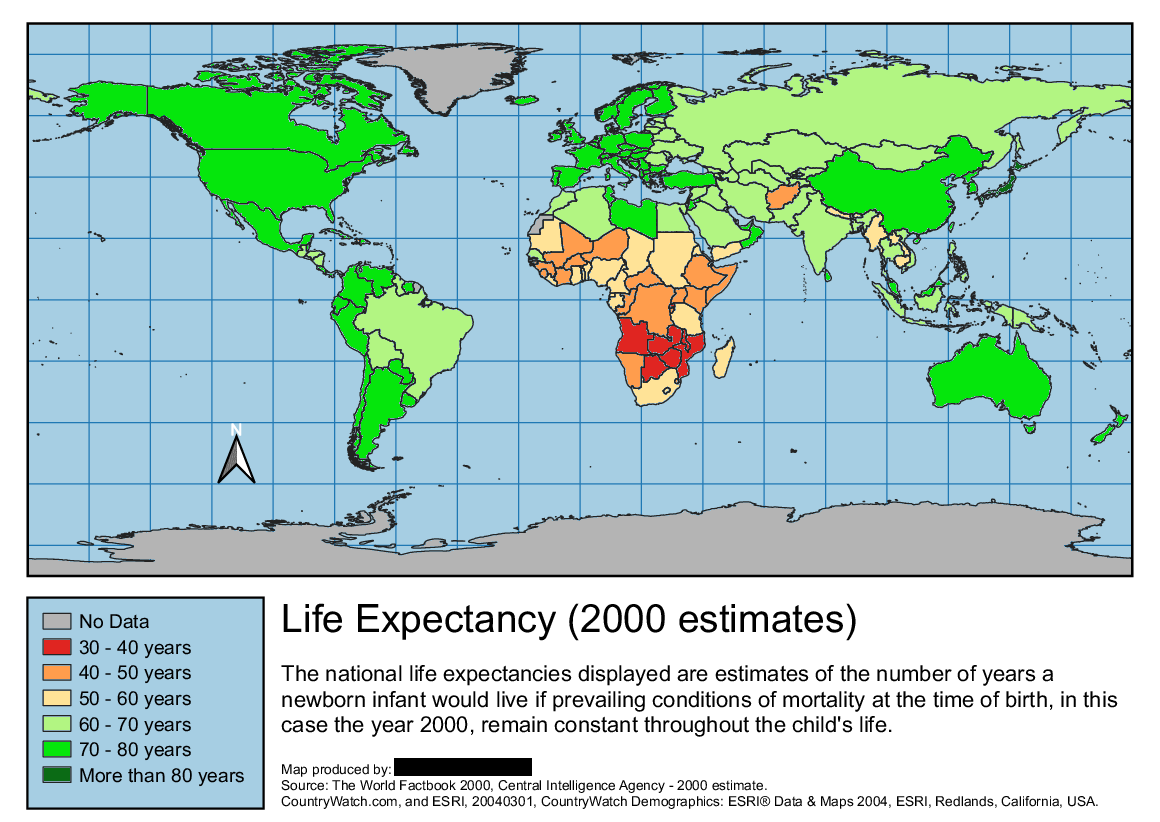 N
No Data
30 - 40 years
40 - 50 years
50 - 60 years
60 - 70 years
70 - 80 years
More than 80 years
Life Expectancy (2000 estimates)
The national life expectancies displayed are estimates of the number of years a
newborn infant would live if prevailing conditions of mortality at the time of birth, in this
case the year 2000, remain constant throughout the child's life.
Map produced by:
Source: The World Factbook 2000, Central Intelligence Agency - 2000 estimate.
CountryWatch.com, and ESRI, 20040301, CountryWatch Demographics: ESRI® Data & Maps 2004, ESRI, Redlands, California, USA.